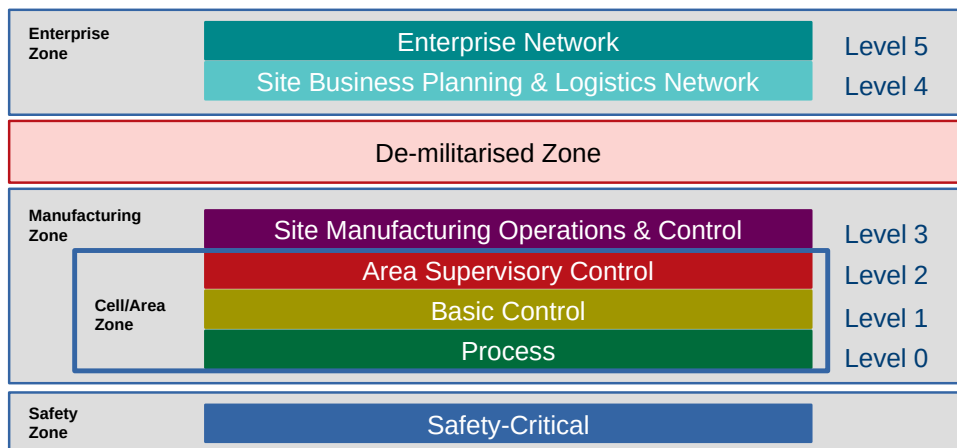 Enterprise
Zone
Enterprise Network
Level 5
Site Business Planning & Logistics Network
Level 4
De-militarised Zone
Manufacturing
Zone
Site Manufacturing Operations & Control
Level 3
Area Supervisory Control
Level 2
Cell/Area
Zone
Basic Control
Level 1
Process
Level 0
Safety
Zone
Safety-Critical